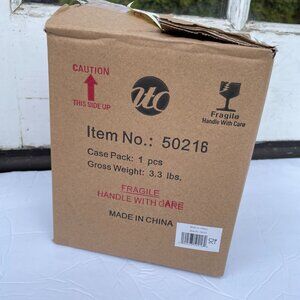 CAUTION
THIS SIDE UP
itc
Fragile
Handle With Care
Item No.: 50216
Case Pack: 1 pcs
Gross Weight: 3.3 lbs.
FRAGILE
HANDLE WITH CARE
MADE IN CHINA